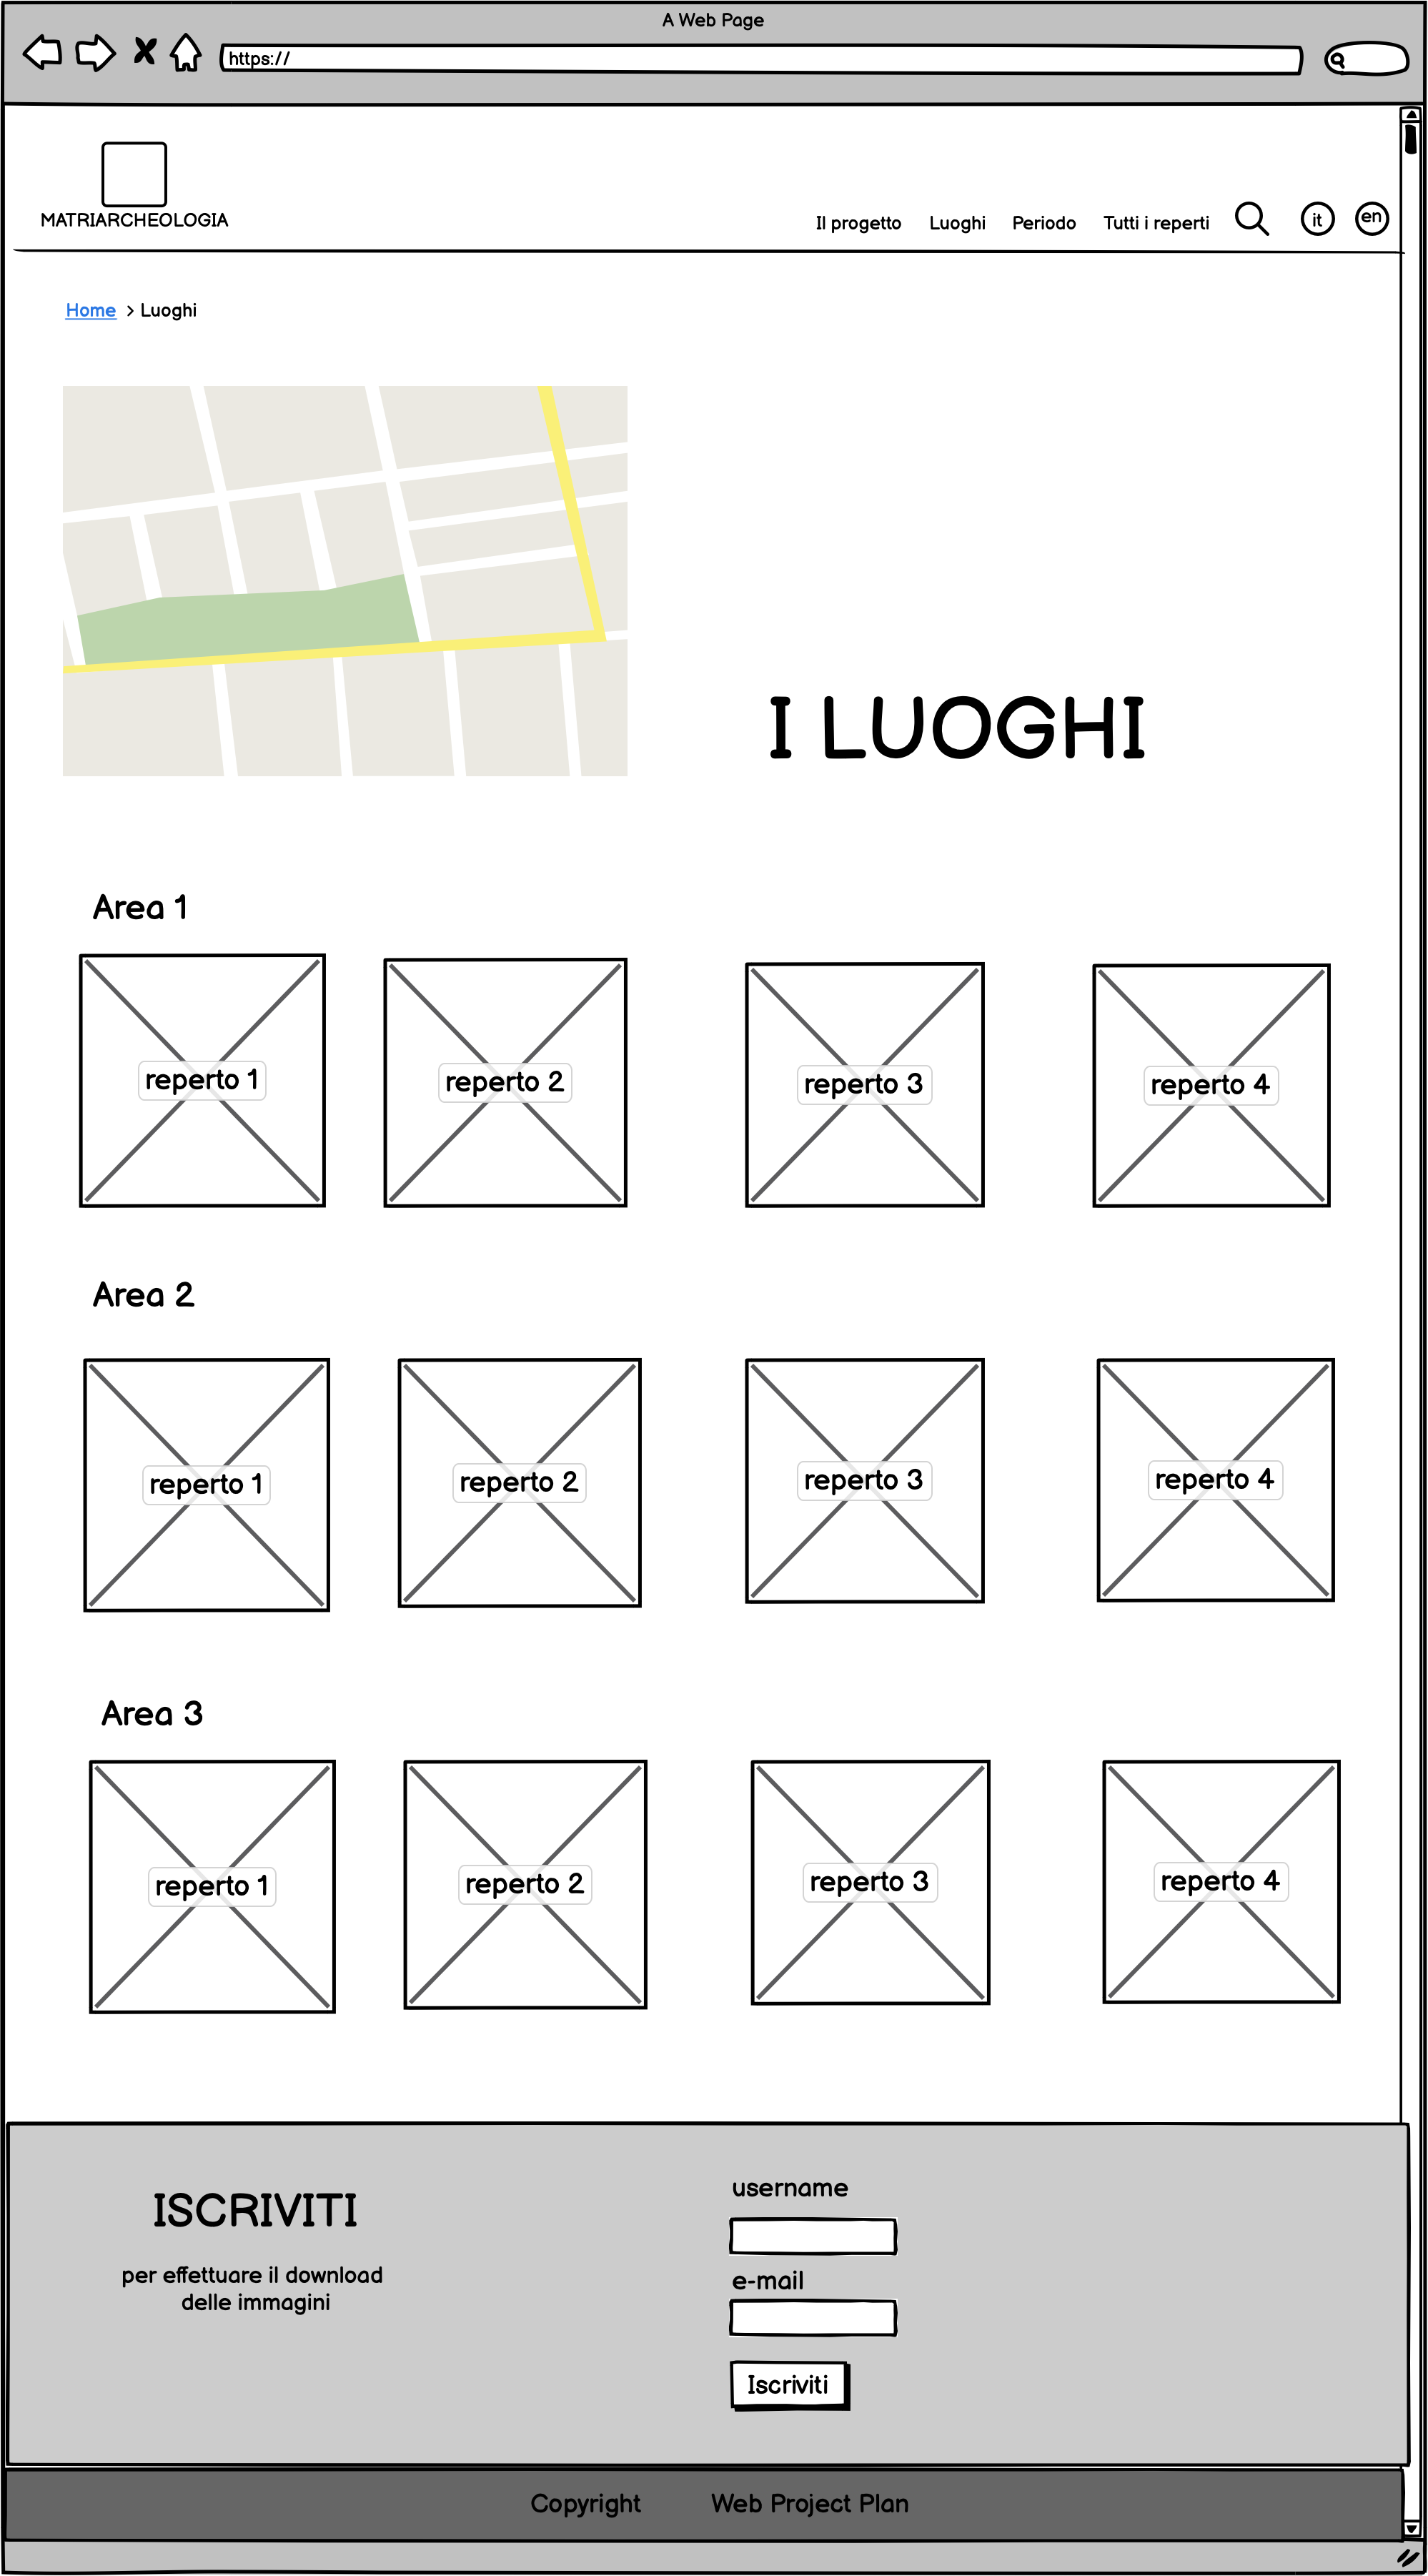 A Web Page
https://
MATRIARCHEOLOGIA
Il progetto Luoghi Periodo Tutti i reperti it en
Home > Luoghi
I LUOGHI
Area 1
reperto 1 reperto 2 reperto 3 reperto 4
Area 2
reperto 1 reperto 2 reperto 3 reperto 4
Area 3
reperto 1 reperto 2 reperto 3 reperto 4
ISCRIVITI
per effettuare il download
delle immagini
username
e-mail
Iscriviti
Copyright Web Project Plan